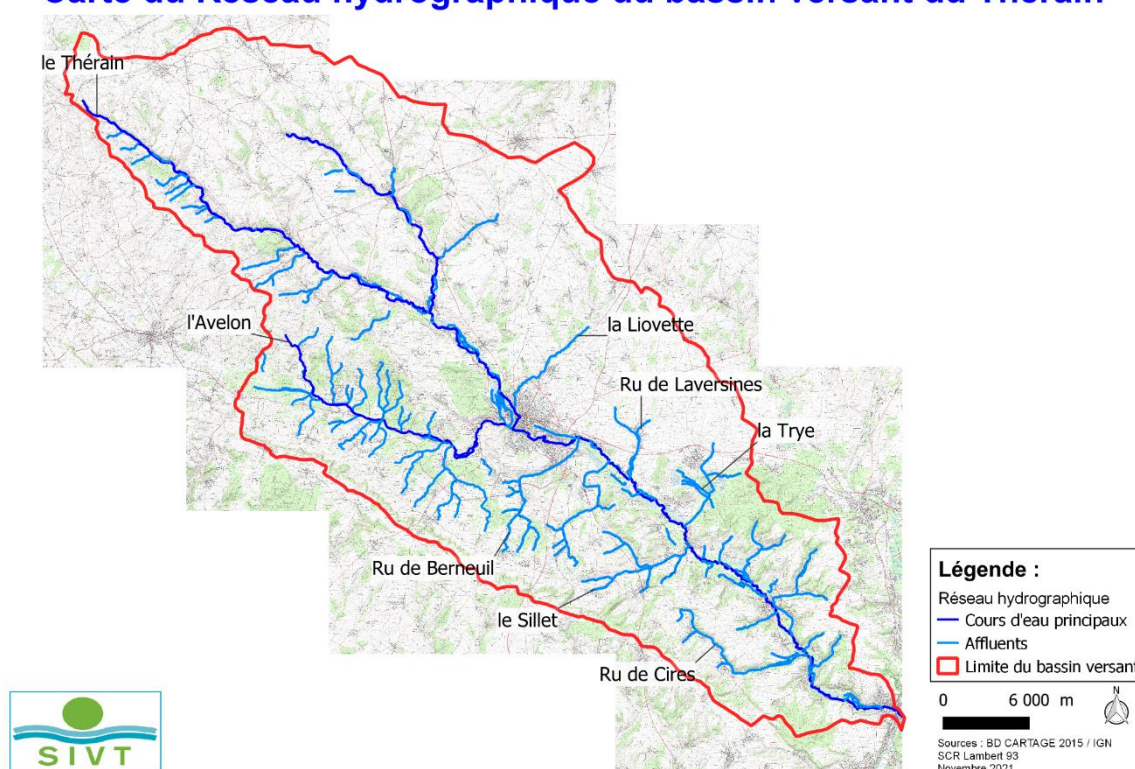 Carte du Réseau hydrographique du bassin versant du Thérain
le Thérain
l'Avelon
la Liovette
Ru de Laversines
la Trye
Ru de Berneuil
le Sillet
Ru de Cires
Légende :
Réseau hydrographique
Cours d'eau principaux
Affluents
Limite du bassin versant
0 6 000 m
N
Sources : BD CARTAGE 2015 / IGN
SCR Lambert 93
Novembre 2021
SIVT